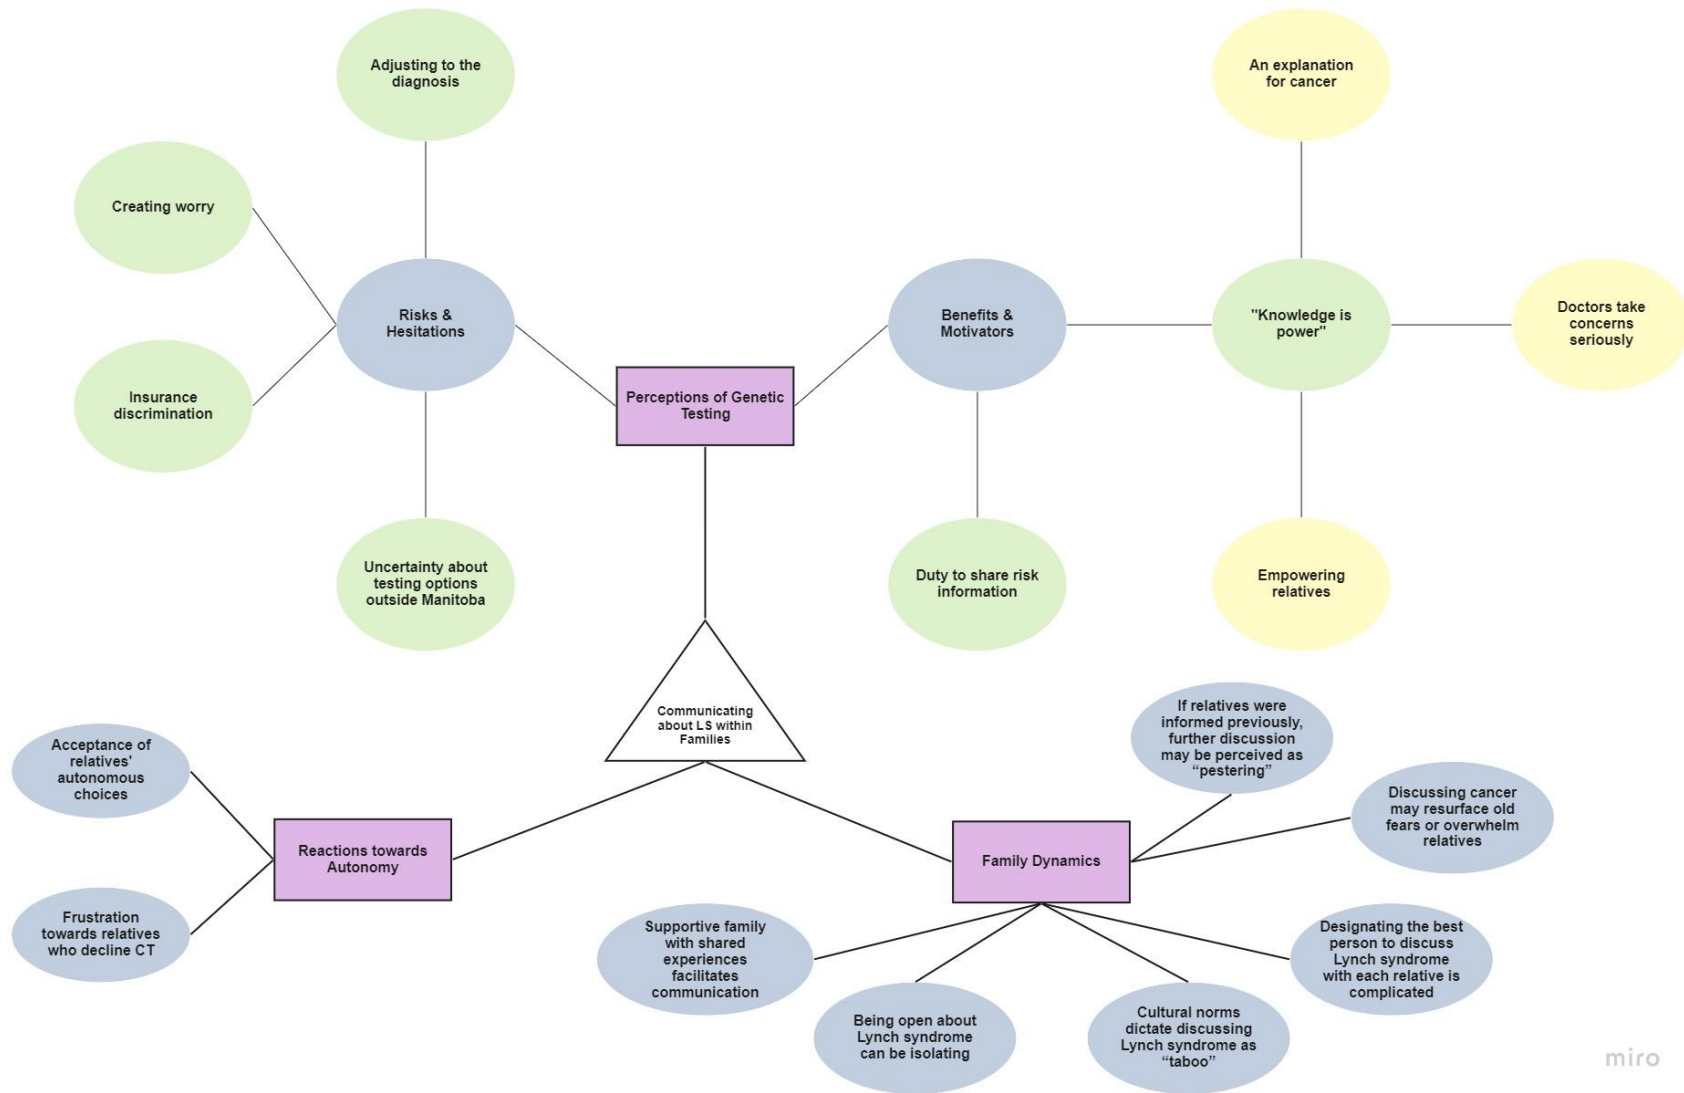 Adjusting to the
diagnosis
An explanation
for cancer
Creating worry
Risks &
Hesitations
Benefits &
Motivators
"Knowledge is
power"
Doctors take
concerns
seriously
Insurance
discrimination
Perceptions of Genetic
Testing
Uncertainty about
testing options
outside Manitoba
Duty to share risk
information
Empowering
relatives
Communicating
about LS within
Families
Acceptance of
relatives'
autonomous
choices
Reactions towards
Autonomy
Frustration
towards relatives
who decline CT
If relatives were
informed previously,
further discussion
may be perceived as
“pestering”
Discussing cancer
may resurface old
fears or overwhelm
relatives
Family Dynamics
Supportive family
with shared
experiences
facilitates
communication
Being open about
Lynch syndrome
can be isolating
Cultural norms
dictate discussing
Lynch syndrome as
“taboo”
Designating the best
person to discuss
Lynch syndrome
with each relative is
complicated
miro